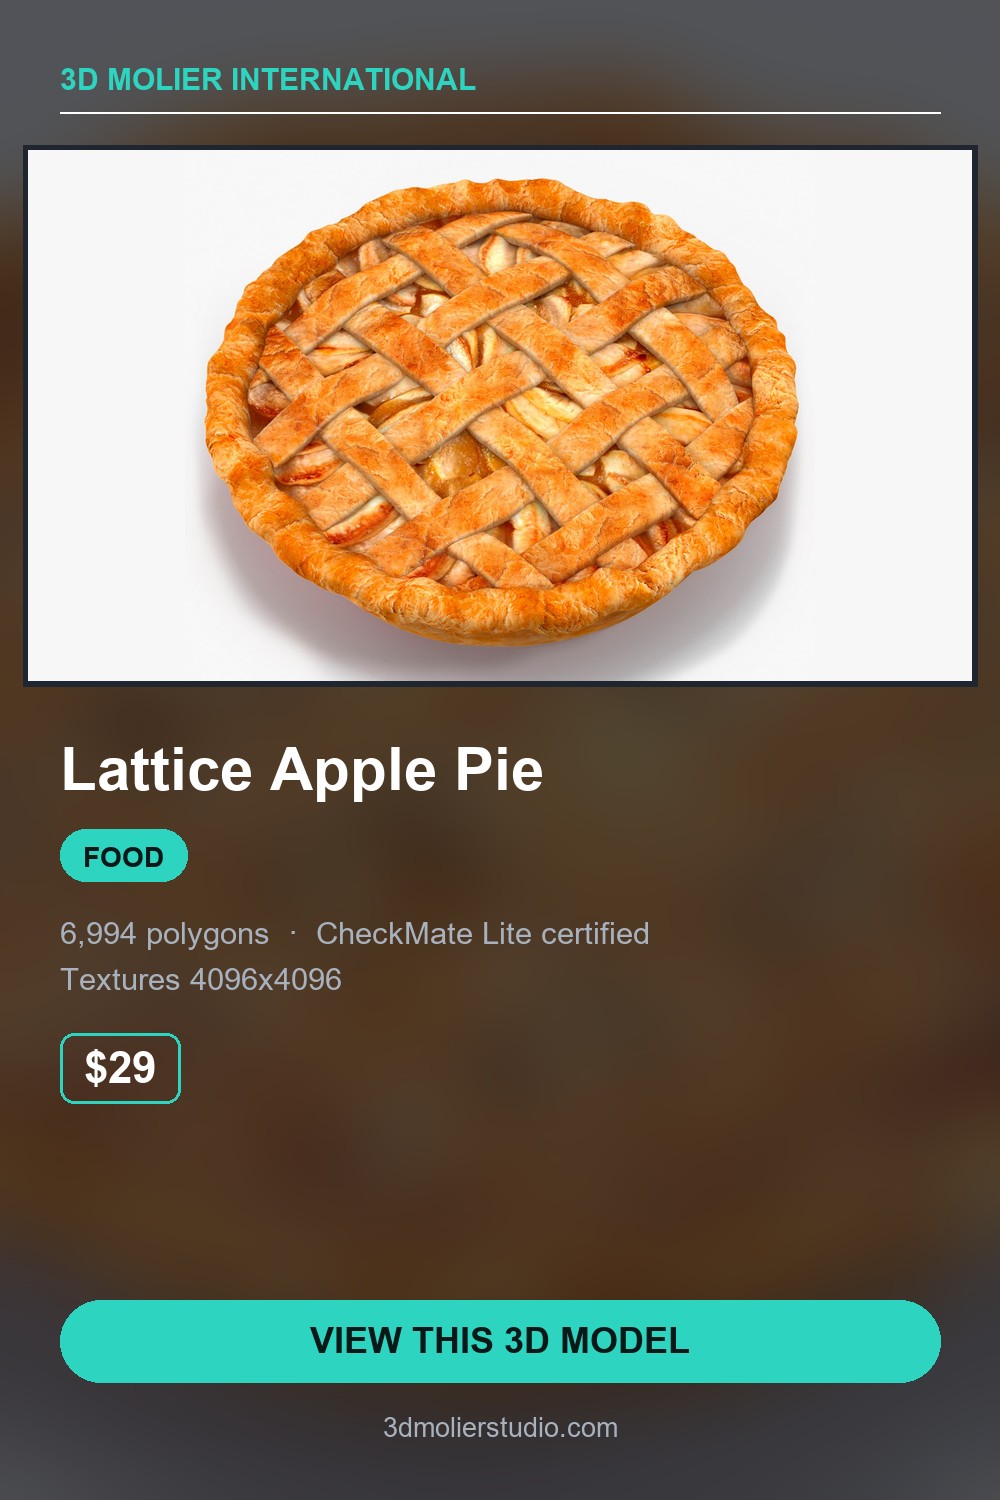 3D MOLIER INTERNATIONAL
Lattice Apple Pie
FOOD
6,994 polygons · CheckMate Lite certified
Textures 4096x4096
$29
VIEW THIS 3D MODEL
3dmolierstudio.com